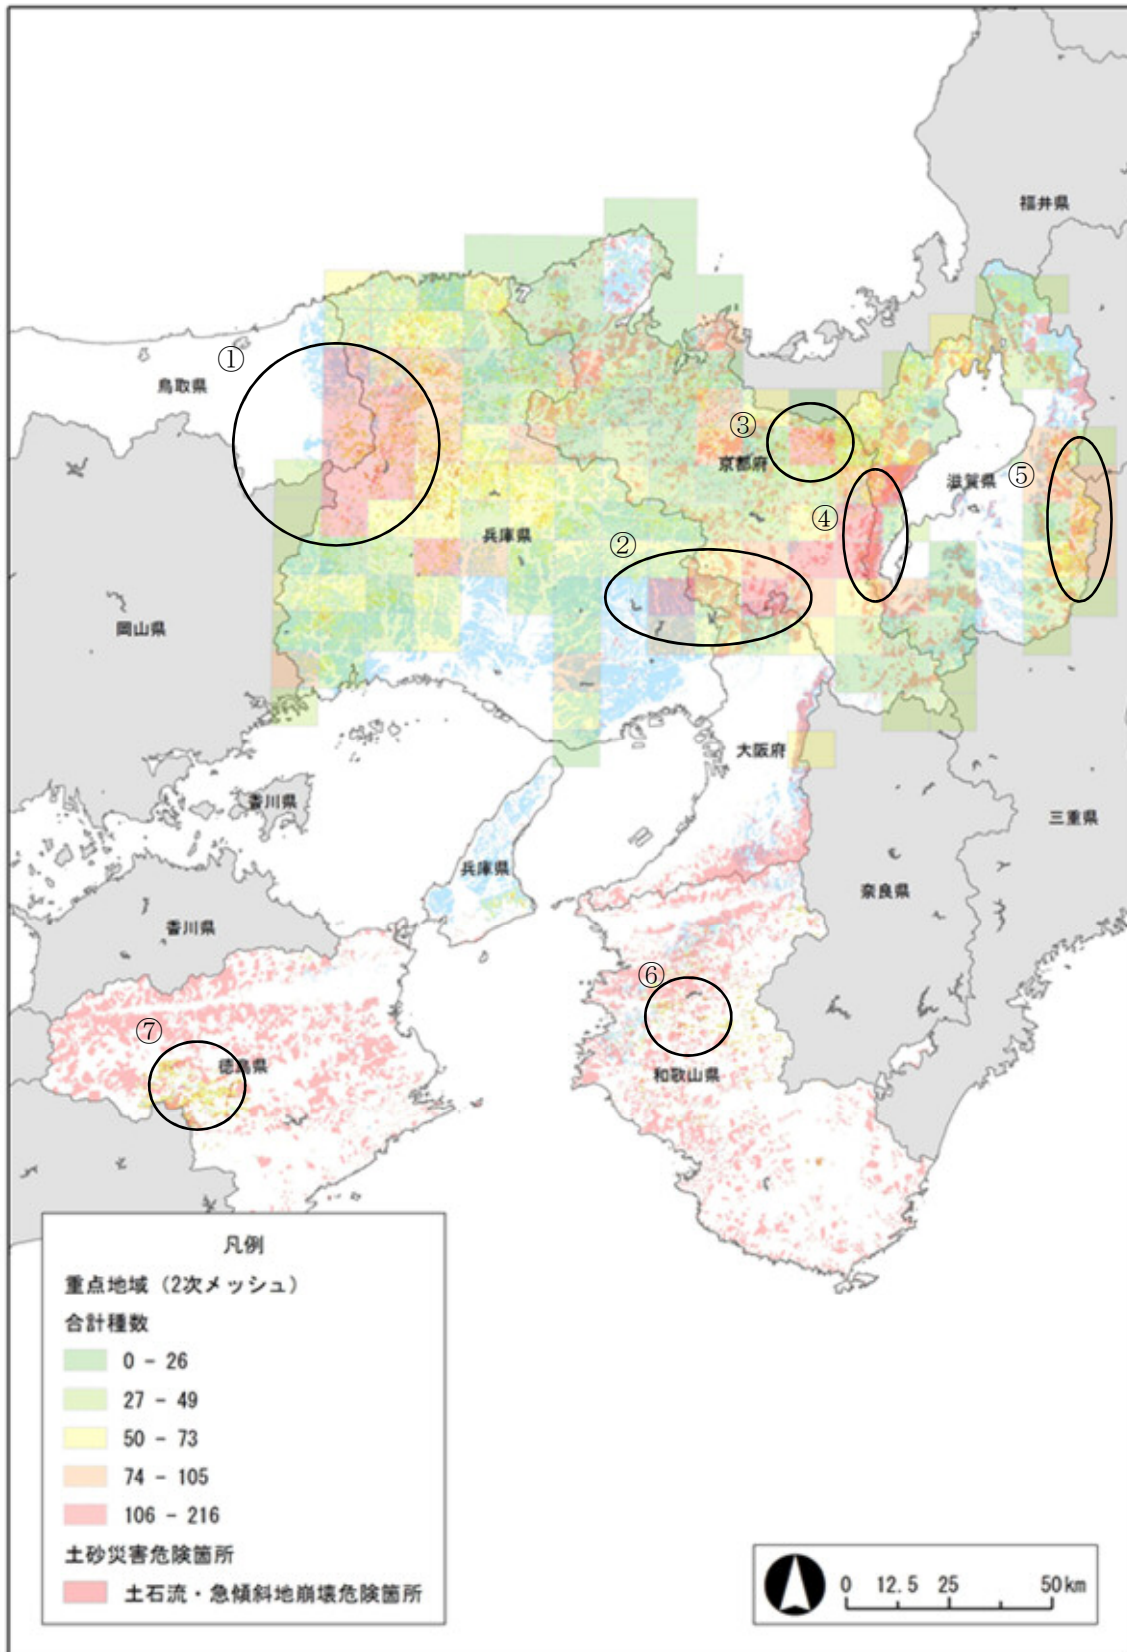 福井県
①
鳥取県
③
京都府
滋賀県
⑤
④
兵庫県
②
岡山県
大阪府
香川県
三重県
兵庫県
奈良県
香川県
⑥
⑦
徳島県
和歌山県
凡例
重点地域（2次メッシュ）
合計種数
0 - 26
27 - 49
50 - 73
74 - 105
106 - 216
土砂災害危険箇所
土石流・急傾斜地崩壊危険箇所
0 12.5 25 50km